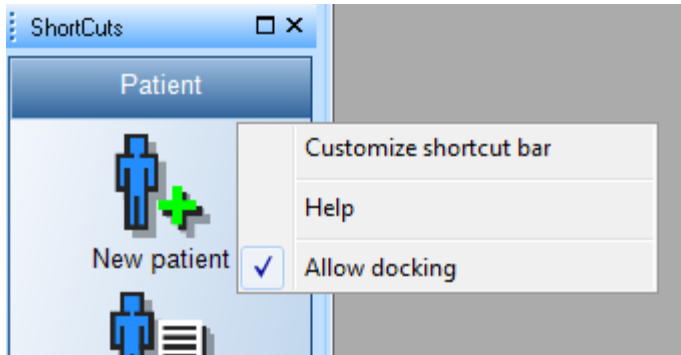 ShortCuts
Patient
Customize shortcut bar
Help
New patient
Allow docking